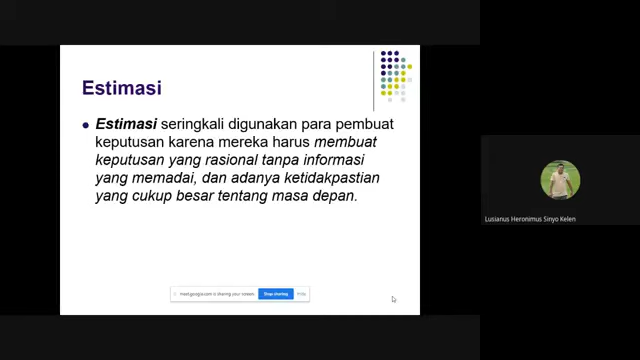 Estimasi
Estimasi seringkali digunakan para pembuat
keputusan karena mereka harus membuat
keputusan yang rasional tanpa informasi
yang memadai, dan adanya ketidakpastian
yang cukup besar tentang masa depan.
meet.google.com is sharing your screen. Stop sharing Hide
Lusianus Heronimus Sinyo Kelen